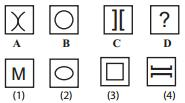 )( ○ ][ ?
A B C D
M
(1) (2) (3) (4)